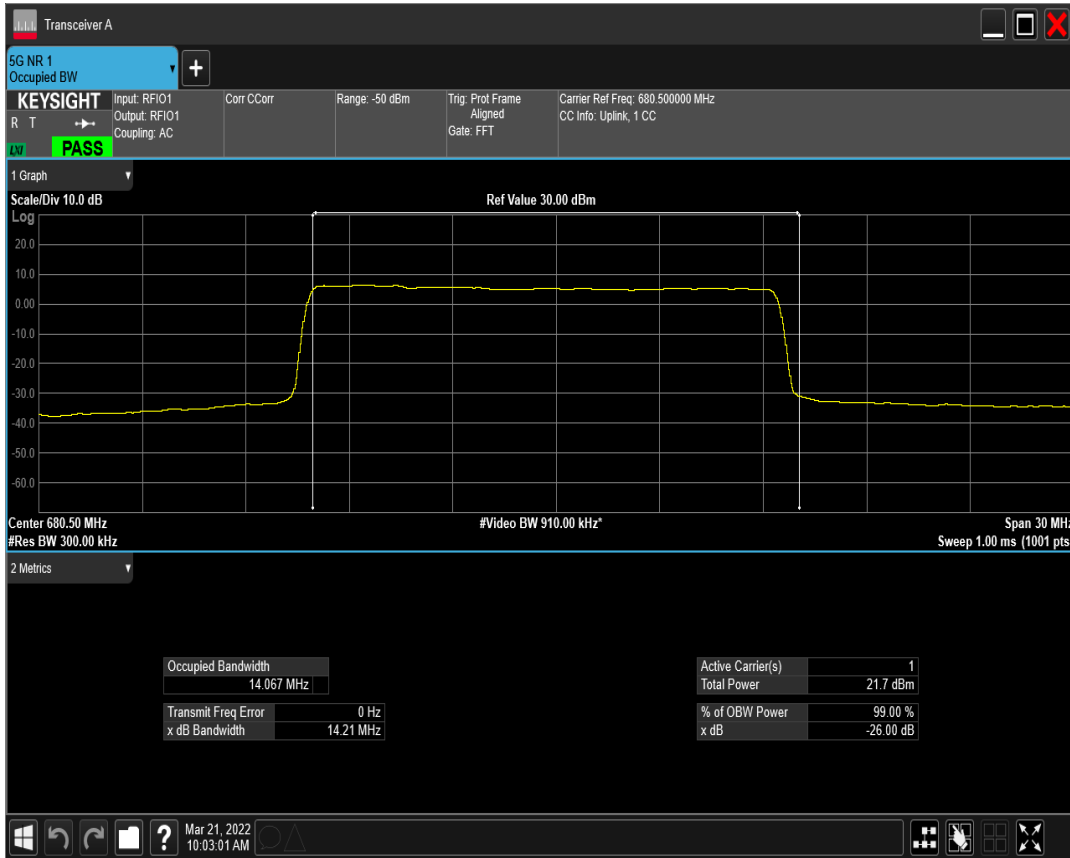 Transceiver A
5G NR 1
Occupied BW
KEYSIGHT
R T
LXI
PASS
Input: RFIO1
Output: RFIO1
Coupling: AC
Corr CCorr
Range: -50 dBm
Trig: Prot Frame
Aligned
Gate: FFT
Carrier Ref Freq: 680.500000 MHz
CC Info: Uplink, 1 CC
1 Graph
Scale/Div 10.0 dB
Ref Value 30.00 dBm
Log
20.0
10.0
0.00
-10.0
-20.0
-30.0
-40.0
-50.0
-60.0
Center 680.50 MHz
#Video BW 910.00 kHz*
Span 30 MHz
#Res BW 300.00 kHz
Sweep 1.00 ms (1001 pts
2 Metrics
Occupied Bandwidth
14.067 MHz
Transmit Freq Error 0 Hz
x dB Bandwidth 14.21 MHz
Active Carrier(s) 1
Total Power 21.7 dBm
% of OBW Power 99.00 %
x dB -26.00 dB
?
Mar 21, 2022
10:03:01 AM